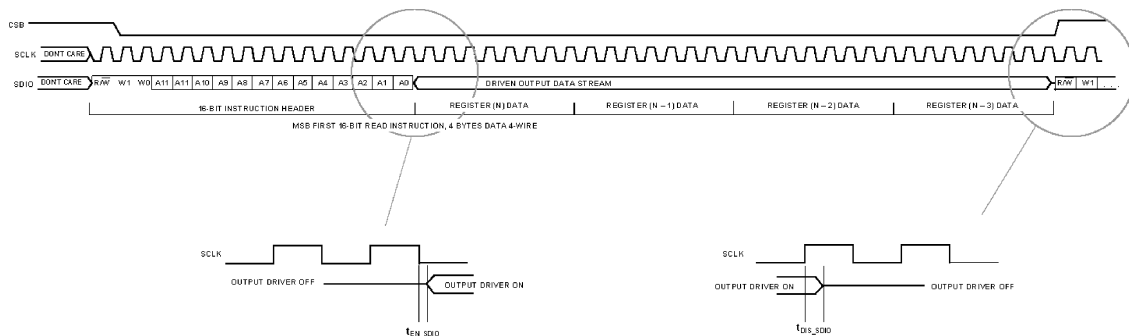 CSB
SCLK DONT CARE
SDIO DONT CARE R/W W1 W0 A11 A11 A10 A9 A8 A7 A6 A5 A4 A3 A2 A1 A0 DRIVEN OUTPUT DATA STREAM R/W W1 . . .
16-BIT INSTRUCTION HEADER REGISTER (N) DATA REGISTER (N – 1) DATA REGISTER (N – 2) DATA REGISTER (N – 3) DATA
MSB FIRST 16-BIT READ INSTRUCTION, 4 BYTES DATA 4-WIRE
SCLK SCLK
OUTPUT DRIVER OFF OUTPUT DRIVER ON OUTPUT DRIVER ON OUTPUT DRIVER OFF
tEN_SDIO tDIS_SDIO